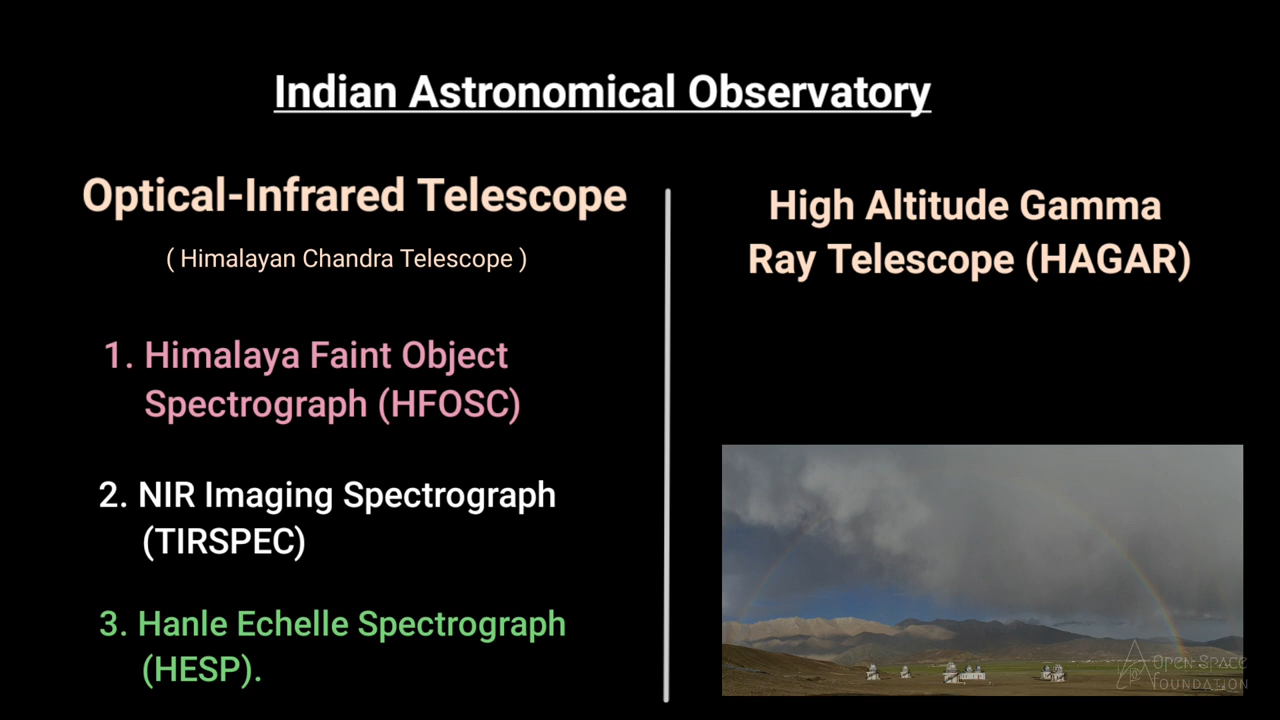 Indian Astronomical Observatory
Optical-Infrared Telescope
( Himalayan Chandra Telescope )
1. Himalaya Faint Object
Spectrograph (HFOSC)
2. NIR Imaging Spectrograph
(TIRSPEC)
3. Hanle Echelle Spectrograph
(HESP).
High Altitude Gamma
Ray Telescope (HAGAR)
Open Space
Foundation